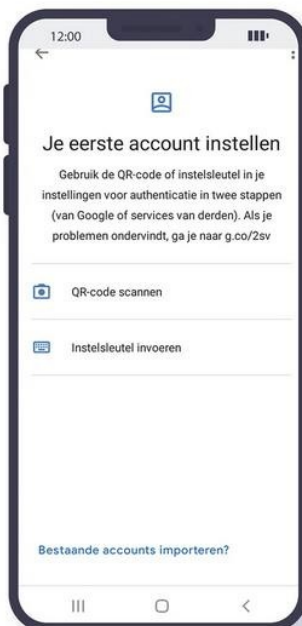 12:00
Je eerste account instellen
Gebruik de QR-code of instelsleutel in je
instellingen voor authenticatie in twee stappen
(van Google of services van derden). Als je
problemen ondervindt, ga je naar g.co/2sv
QR-code scannen
Instelsleutel invoeren
Bestaande accounts importeren?